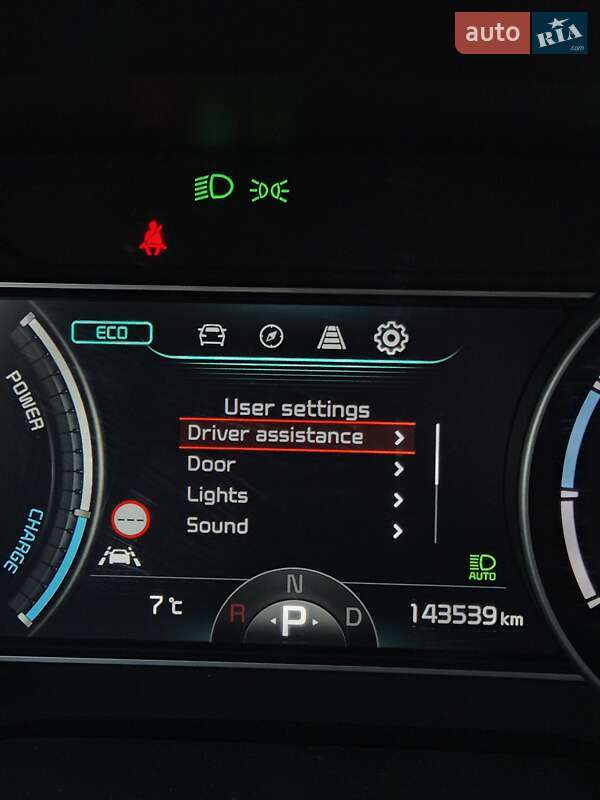 auto RIA
.com
ECO
POWER
CHARGE
User settings
Driver assistance
Door
Lights
Sound
---
AUTO
7°C
R N D
P
143539 km